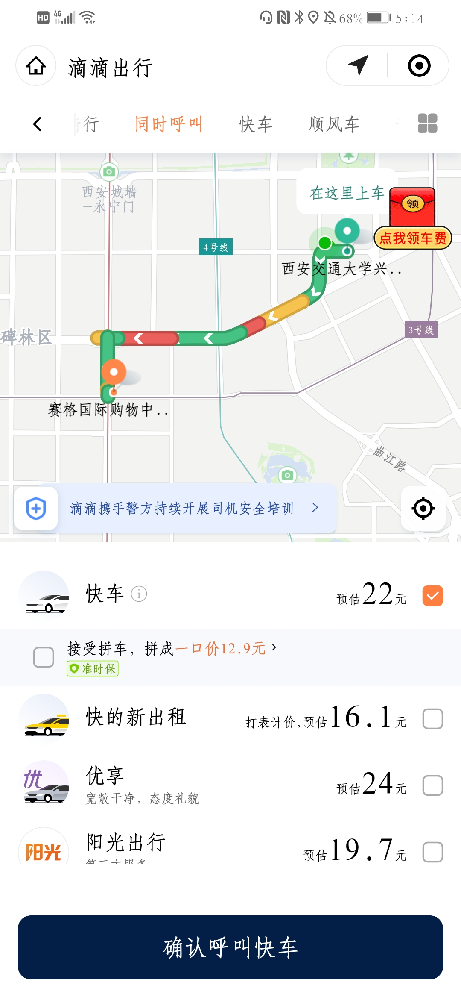 HD 4G 68% 5:14
滴滴出行
行 同时呼叫 快车 顺风车
西安城墙
-永宁门
在这里上车
领
点我领车费
4号线
西安交通大学兴..
3号线
碑林区
赛格国际购物中..
曲江路
滴滴携手警方持续开展司机安全培训
快车 预估22元
接受拼车，拼成一口价12.9元
准时保
快的新出租 打表计价,预估16.1元
优
优享 预估24元
宽敞干净，态度礼貌
阳光
阳光出行 预估19.7元
第三方服务
确认呼叫快车